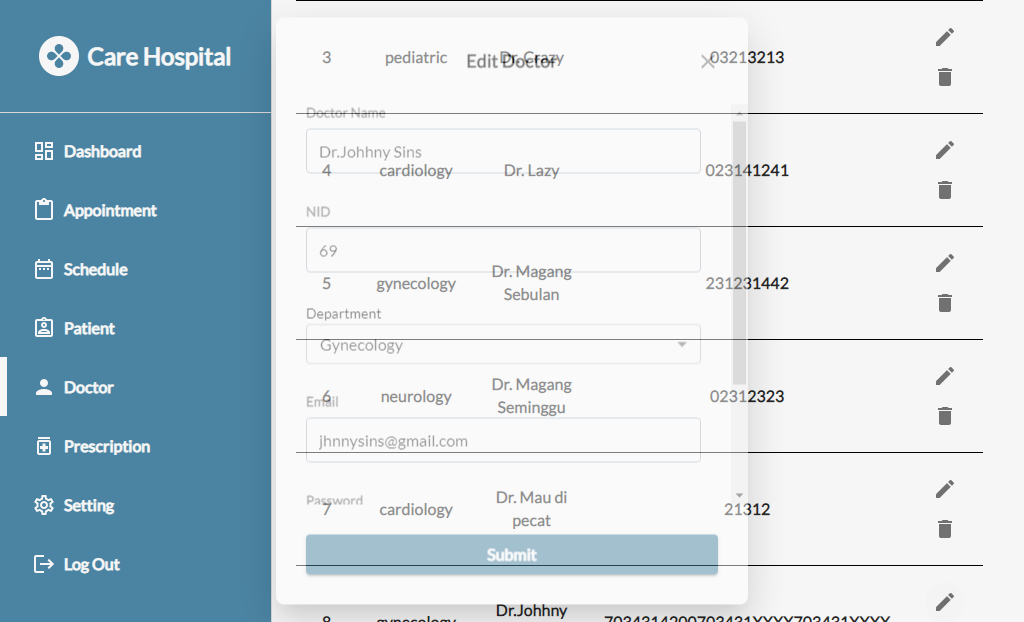 Care Hospital
Dashboard
Appointment
Schedule
Patient
Doctor
Prescription
Setting
Log Out
Edit Doctor
Doctor Name
Dr.Johhny Sins
NID
69
Department
Gynecology
Email
jhnnysins@gmail.com
Password
Submit
3 pediatric Dr. Crazy 03213213
4 cardiology Dr. Lazy 023141241
5 gynecology Dr. Magang Sebulan 231231442
6 neurology Dr. Magang Seminggu 02312323
7 cardiology Dr. Mau di pecat 21312
8 gynecology Dr.Johhny